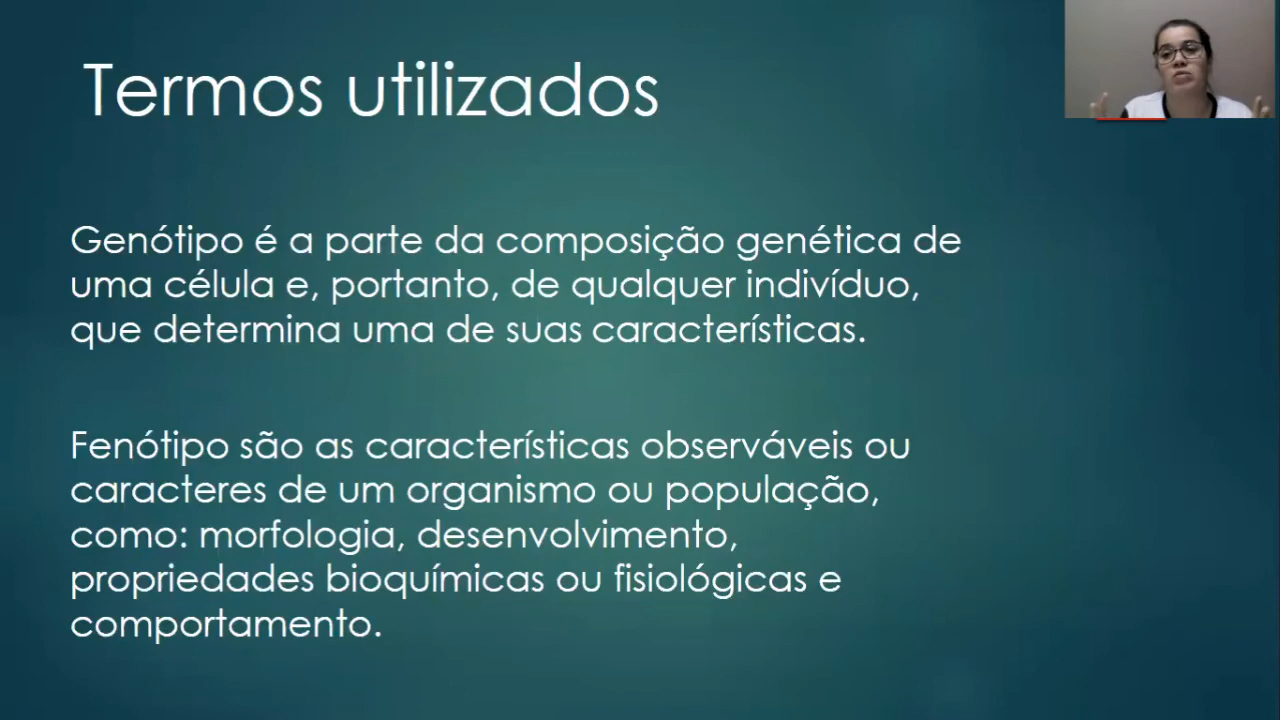 Termos utilizados
Genótipo é a parte da composição genética de
uma célula e, portanto, de qualquer indivíduo,
que determina uma de suas características.
Fenótipo são as características observáveis ou
caracteres de um organismo ou população,
como: morfologia, desenvolvimento,
propriedades bioquímicas ou fisiológicas e
comportamento.